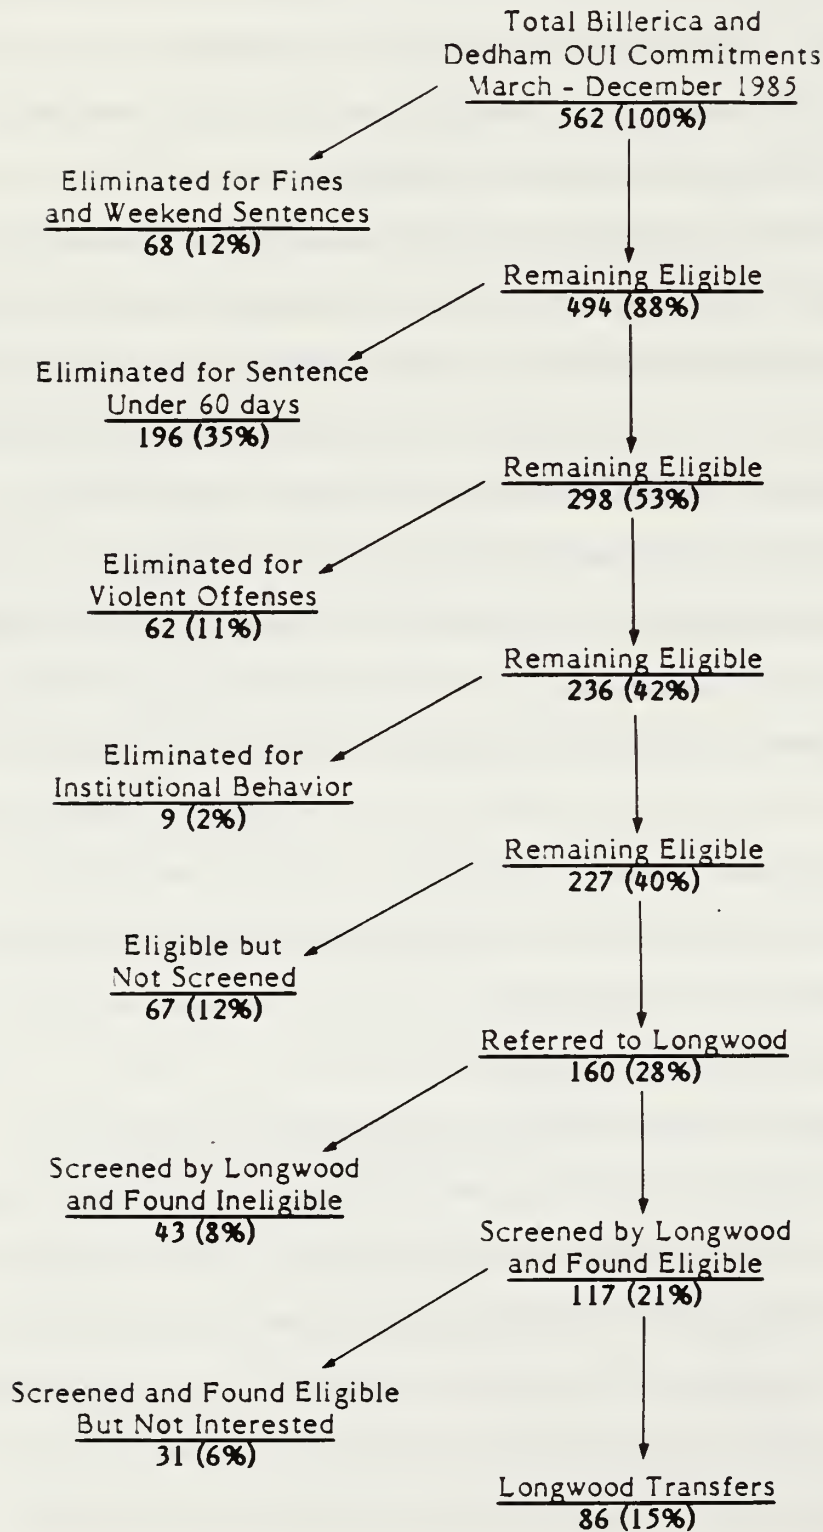 Total Billerica and
Dedham OUI Commitments
March - December 1985
562 (100%)
Eliminated for Fines
and Weekend Sentences
68 (12%)
Remaining Eligible
494 (88%)
Eliminated for Sentence
Under 60 days
196 (35%)
Remaining Eligible
298 (53%)
Eliminated for
Violent Offenses
62 (11%)
Remaining Eligible
236 (42%)
Eliminated for
Institutional Behavior
9 (2%)
Remaining Eligible
227 (40%)
Eligible but
Not Screened
67 (12%)
Referred to Longwood
160 (28%)
Screened by Longwood
and Found Ineligible
43 (8%)
Screened by Longwood
and Found Eligible
117 (21%)
Screened and Found Eligible
But Not Interested
31 (6%)
Longwood Transfers
86 (15%)